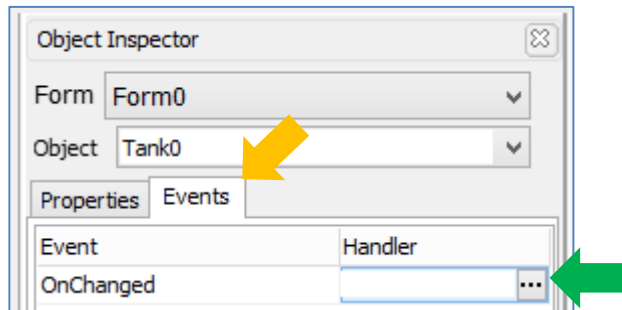 Object Inspector
Form Form0
Object Tank0
Properties Events
Event Handler
OnChanged ...